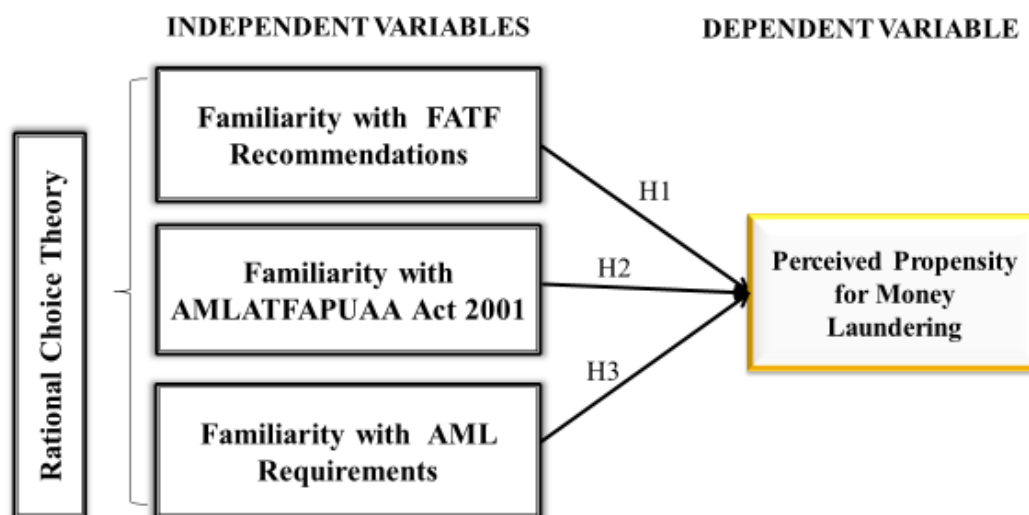 INDEPENDENT VARIABLES
DEPENDENT VARIABLE
Rational Choice Theory
Familiarity with FATF
Recommendations
Familiarity with
AMLATFAPUAA Act 2001
Familiarity with AML
Requirements
H1
H2
H3
Perceived Propensity
for Money
Laundering